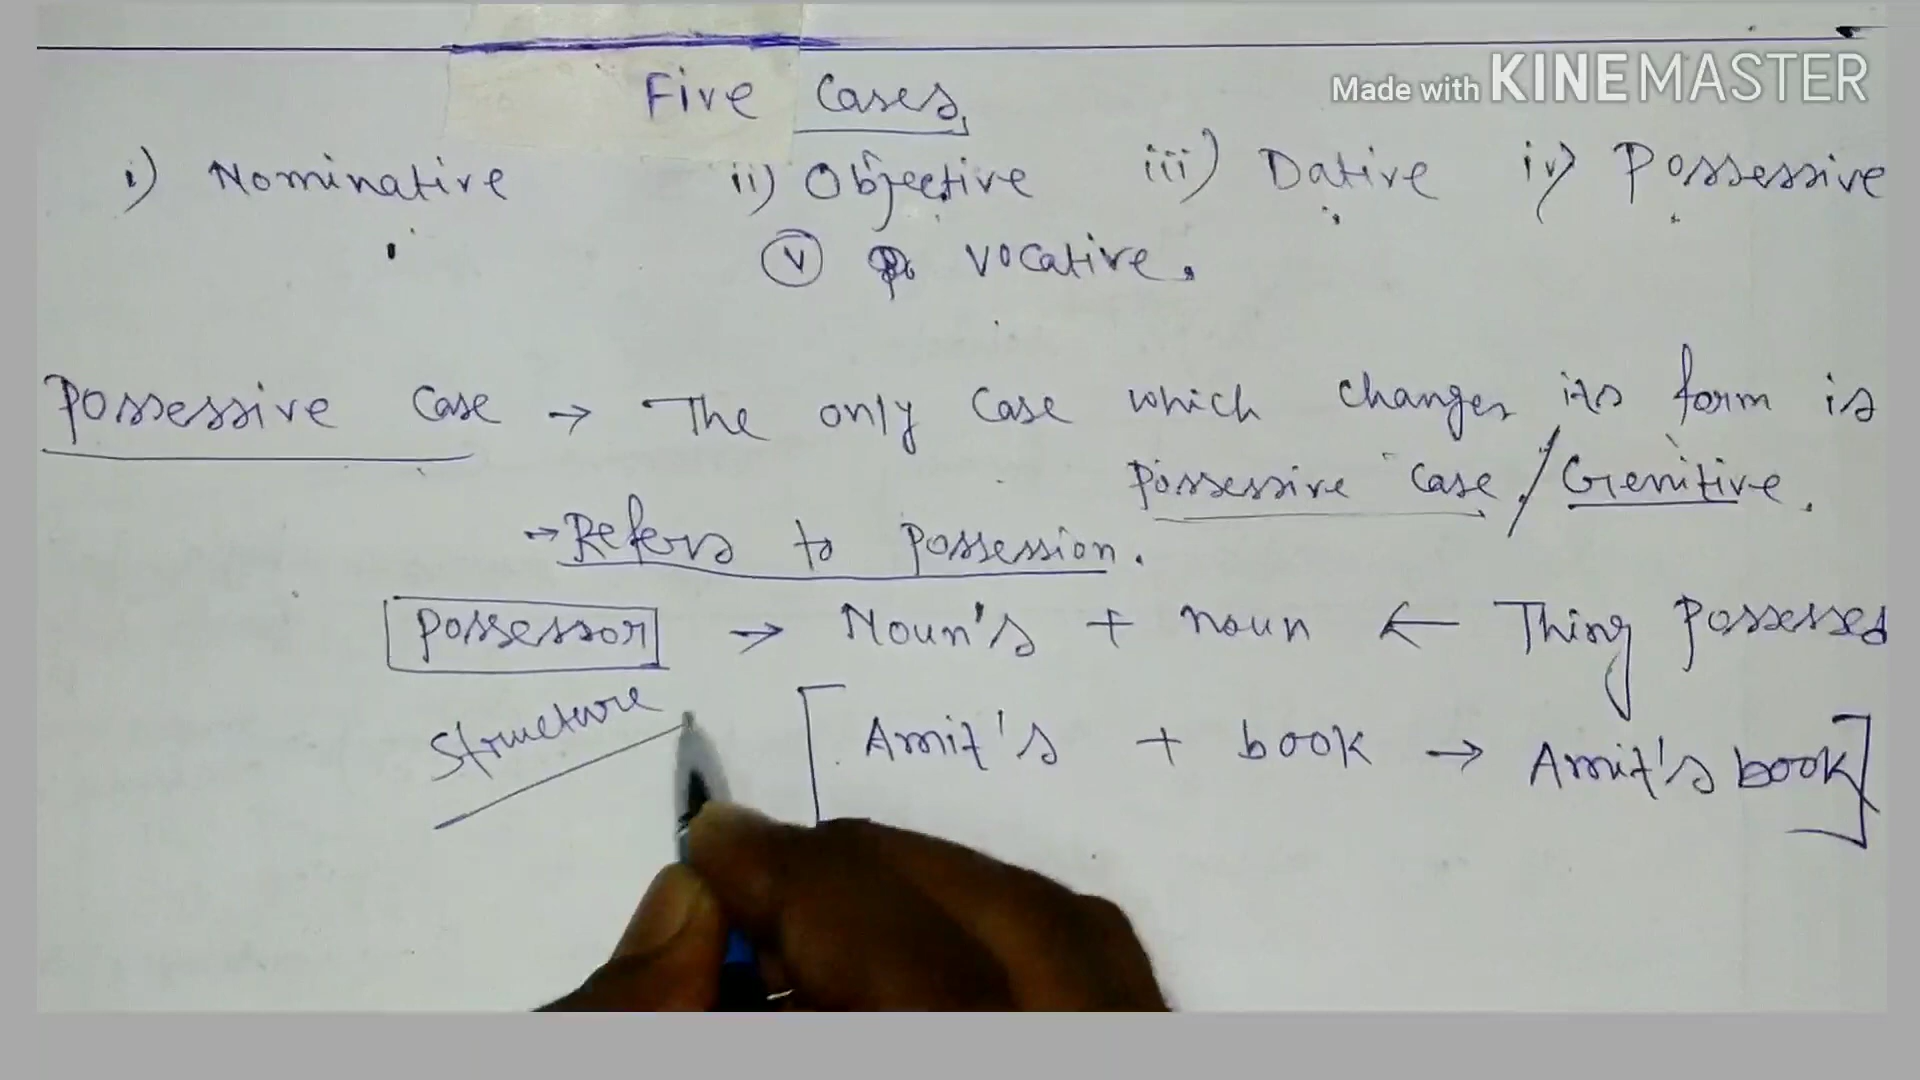 Made with KINEMASTER
Five Cases,
i) Nominative ii) Objective iii) Dative iv) Possessive
v vocative.
Possessive Case → The only Case which changes its form is
Possessive Case. / Genitive.
→ Refers to Possession.
Possessor → Noun's + noun ← Thing Possessed
Structure [Amit's + book → Amit's book]